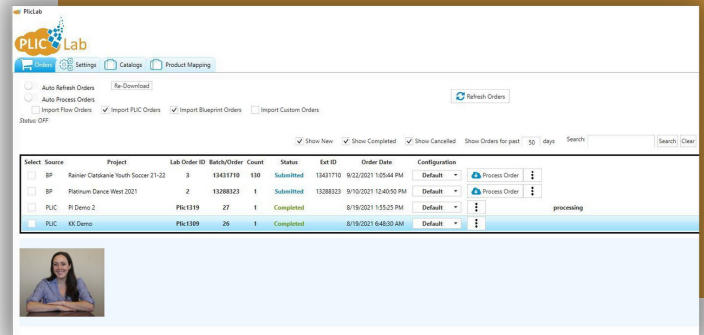 PlicLab
PLIC Lab
Orders Settings Catalogs Product Mapping
Auto Refresh Orders Re-Download
Auto Process Orders
Refresh Orders
Import Flow Orders Import PLIC Orders Import Blueprint Orders Import Custom Orders
Status: OFF
Show New Show Completed Show Cancelled Show Orders for past 50 days Search: Search Clear
Select Source Project Lab Order ID Batch/Order Count Status Ext ID Order Date Configuration
BP Rainier Clatskanie Youth Soccer 21-22 3 13431710 130 Submitted 13431710 9/22/2021 1:05:44 PM Default Process Order
BP Platinum Dance West 2021 2 13288323 1 Submitted 13288323 9/10/2021 12:40:50 PM Default Process Order
PLIC PJ Demo 2 Plic1319 27 1 Completed 8/19/2021 1:55:25 PM Default processing
PLIC KK Demo Plic1309 26 1 Completed 8/19/2021 6:48:30 AM Default